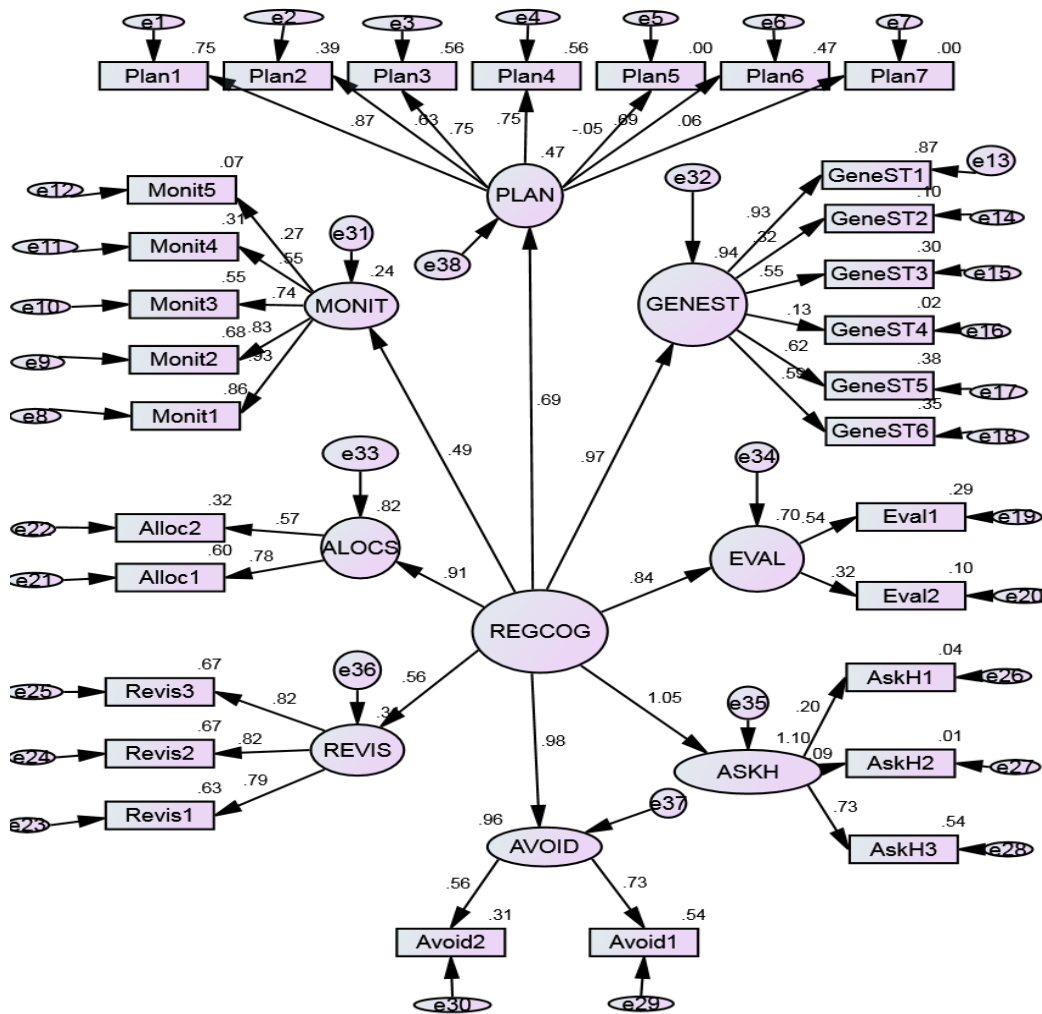 e1 e2 e3 e4 e5 e6 e7
.75 .39 .56 .56 .00 .47 .00
Plan1 Plan2 Plan3 Plan4 Plan5 Plan6 Plan7
.87 .63 .75 .75 -.05 .69 .06
.47
PLAN
e38
e12 .07
Monit5
e11 .31
Monit4
e10 .55
Monit3
e9 .68
Monit2
e8 .86
Monit1
.27
.55
.74
.83
.93
e31
.24
MONIT
e32
.94
GENEST
.93
.32
.55
.13
.62
.59
.87
GeneST1 e13
.10
GeneST2 e14
.30
GeneST3 e15
.02
GeneST4 e16
.38
GeneST5 e17
.35
GeneST6 e18
.49
.69
.97
e33
.82
ALOCS
.57
.78
e22 .32
Alloc2
e21 .60
Alloc1
.91
e34
.70
EVAL
.54
.32
.29
Eval1 e19
.10
Eval2 e20
.84
REGCOG
.56
.98
1.05
e36
REVIS
.82
.82
.79
e25 .67
Revis3
e24 .67
Revis2
e23 .63
Revis1
e35
1.10
ASKH
.20
.09
.73
.04
AskH1 e26
.01
AskH2 e27
.54
AskH3 e28
e37
.96
AVOID
.56 .73
.31 .54
Avoid2 Avoid1
e30 e29